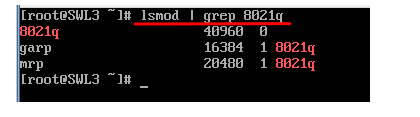 [root@SWL3 ~]# lsmod | grep 8021q
8021q 40960 0
garp 16384 1 8021q
mrp 20480 1 8021q
[root@SWL3 ~]# _